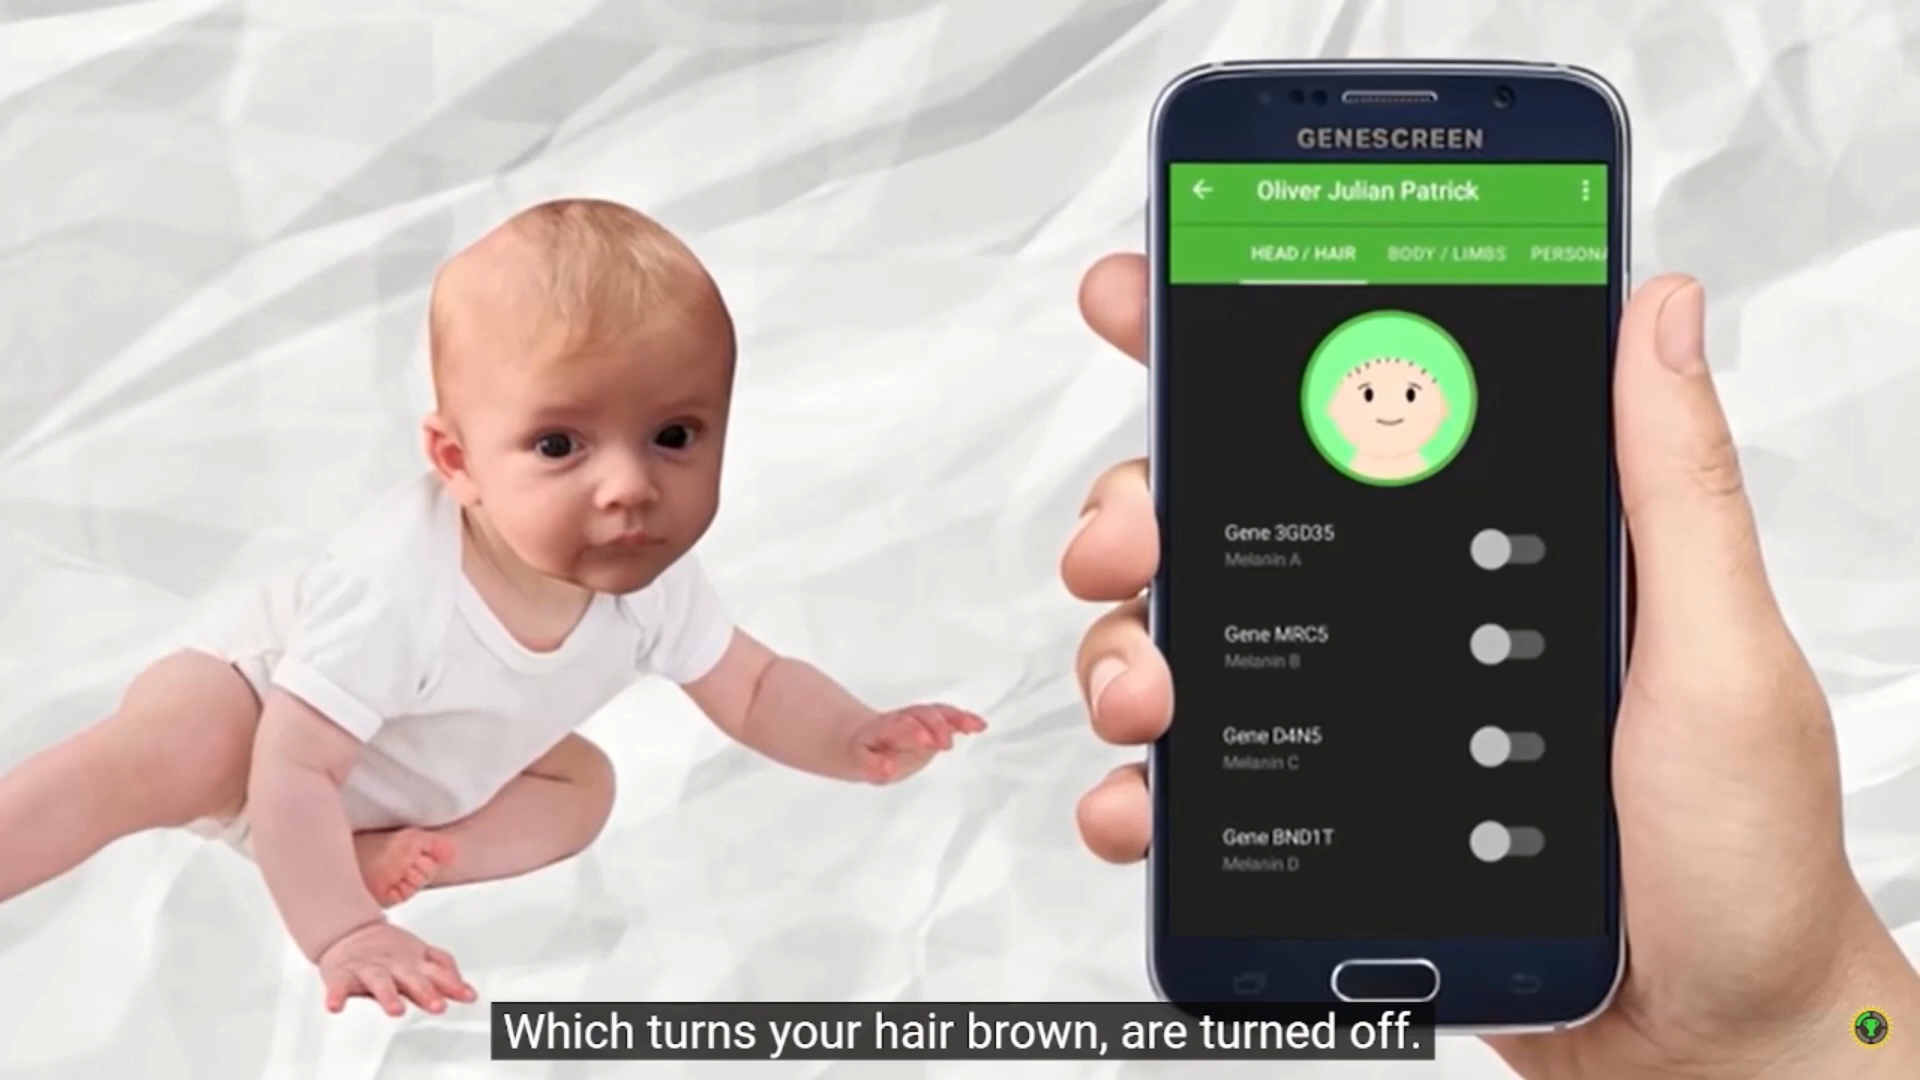 GENESCREEN
Oliver Julian Patrick
HEAD / HAIR BODY / LIMBS PERSONA
Gene 3GD35
Melanin A
Gene MRC5
Melanin B
Gene D4N5
Melanin C
Gene BND1T
Melanin D
Which turns your hair brown, are turned off.